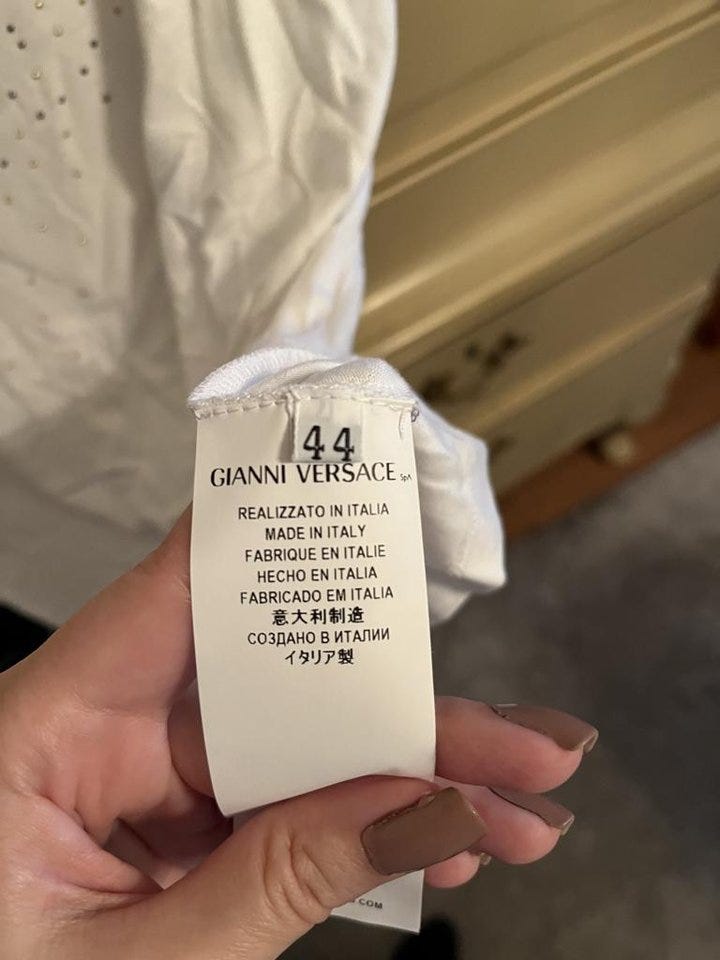 44
GIANNI VERSACE SpA
REALIZZATO IN ITALIA
MADE IN ITALY
FABRIQUE EN ITALIE
HECHO EN ITALIA
FABRICADO EM ITALIA
意大利制造
СОЗДАНО В ИТАЛИИ
イタリア製
COM